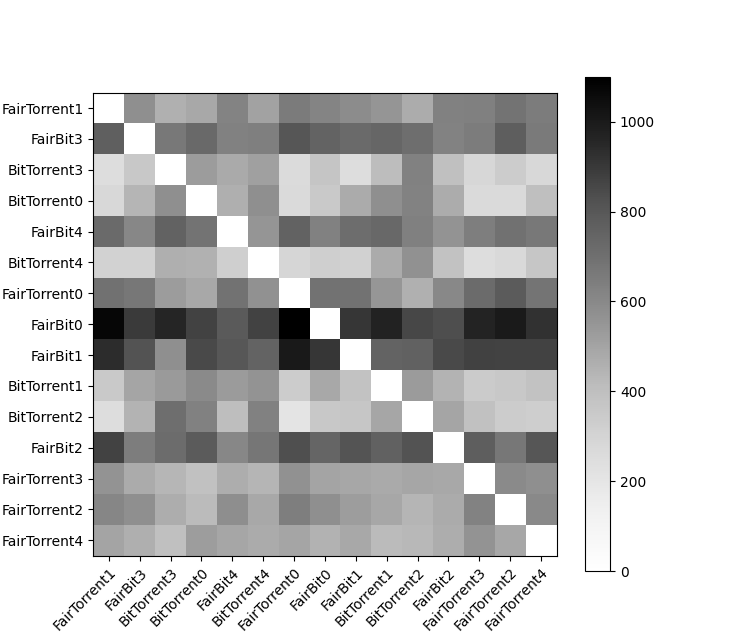 FairTorrent1
FairBit3
BitTorrent3
BitTorrent0
FairBit4
BitTorrent4
FairTorrent0
FairBit0
FairBit1
BitTorrent1
BitTorrent2
FairBit2
FairTorrent3
FairTorrent2
FairTorrent4
FairTorrent1
FairBit3
BitTorrent3
BitTorrent0
FairBit4
BitTorrent4
FairTorrent0
FairBit0
FairBit1
BitTorrent1
BitTorrent2
FairBit2
FairTorrent3
FairTorrent2
FairTorrent4
1000
800
600
400
200
0